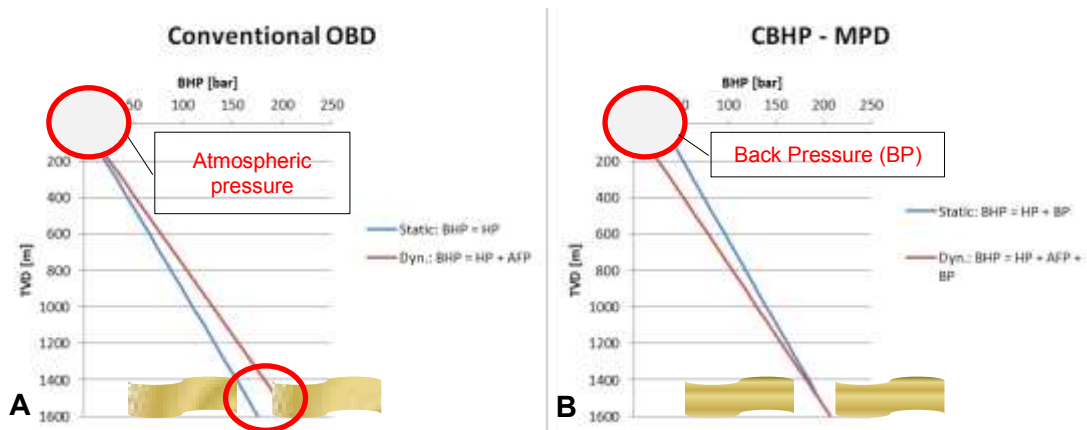 Conventional OBD
BHP [bar]
50 100 150 200 250
Atmospheric
pressure
200
400
600
800
1000
1200
1400
1600
TVD [m]
Static: BHP = HP
Dyn.: BHP = HP + AFP
A
CBHP - MPD
BHP [bar]
50 100 150 200 250
Back Pressure (BP)
200
400
600
800
1000
1200
1400
1600
TVD [m]
Static: BHP = HP + BP
Dyn.: BHP = HP + AFP +
BP
B